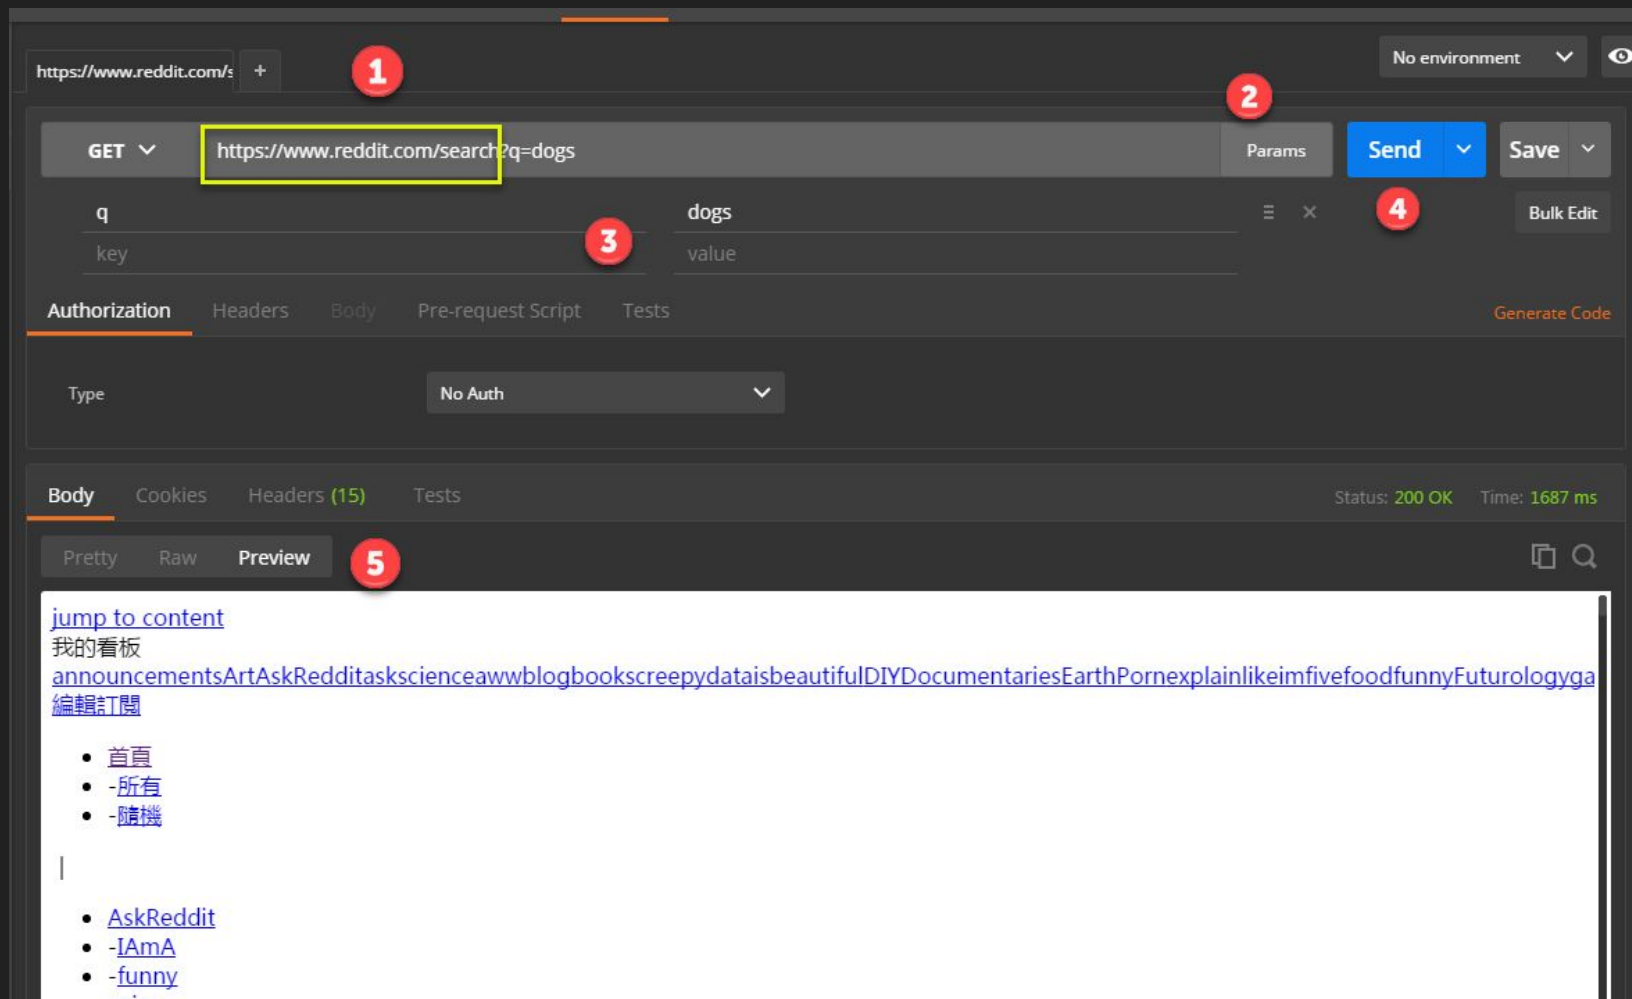 https://www.reddit.com/s +
1
No environment
2
GET https://www.reddit.com/search?q=dogs Params Send Save
q dogs
4
Bulk Edit
3
key value
Authorization Headers Body Pre-request Script Tests Generate Code
Type No Auth
Body Cookies Headers (15) Tests Status: 200 OK Time: 1687 ms
Pretty Raw Preview
5
jump to content
我的看板
announcementsArtAskRedditaskscienceawwblogbookscreepydataisbeautifulDIYDocumentariesEarthPornexplainlikeimfivefoodfunnyFuturologyga
編輯訂閱
首頁
-所有
-隨機
|
AskReddit
-IAmA
-funny